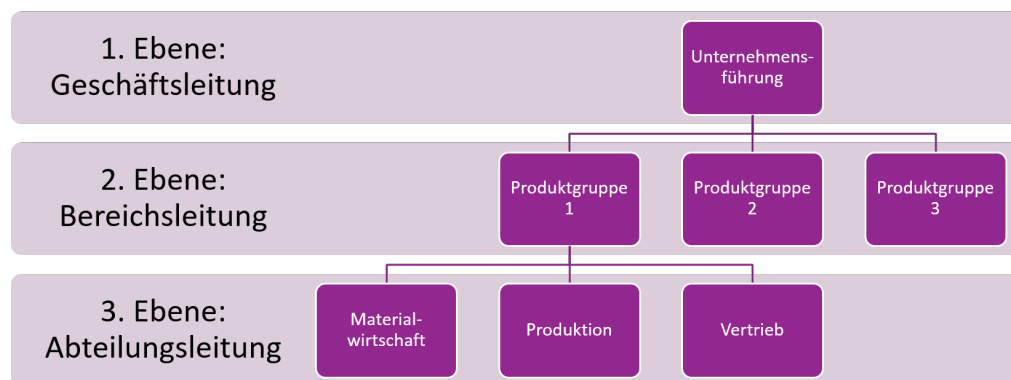 1. Ebene:
Geschäftsleitung
Unternehmens-
führung
2. Ebene:
Bereichsleitung
Produktgruppe
1
Produktgruppe
2
Produktgruppe
3
3. Ebene:
Abteilungsleitung
Material-
wirtschaft
Produktion
Vertrieb